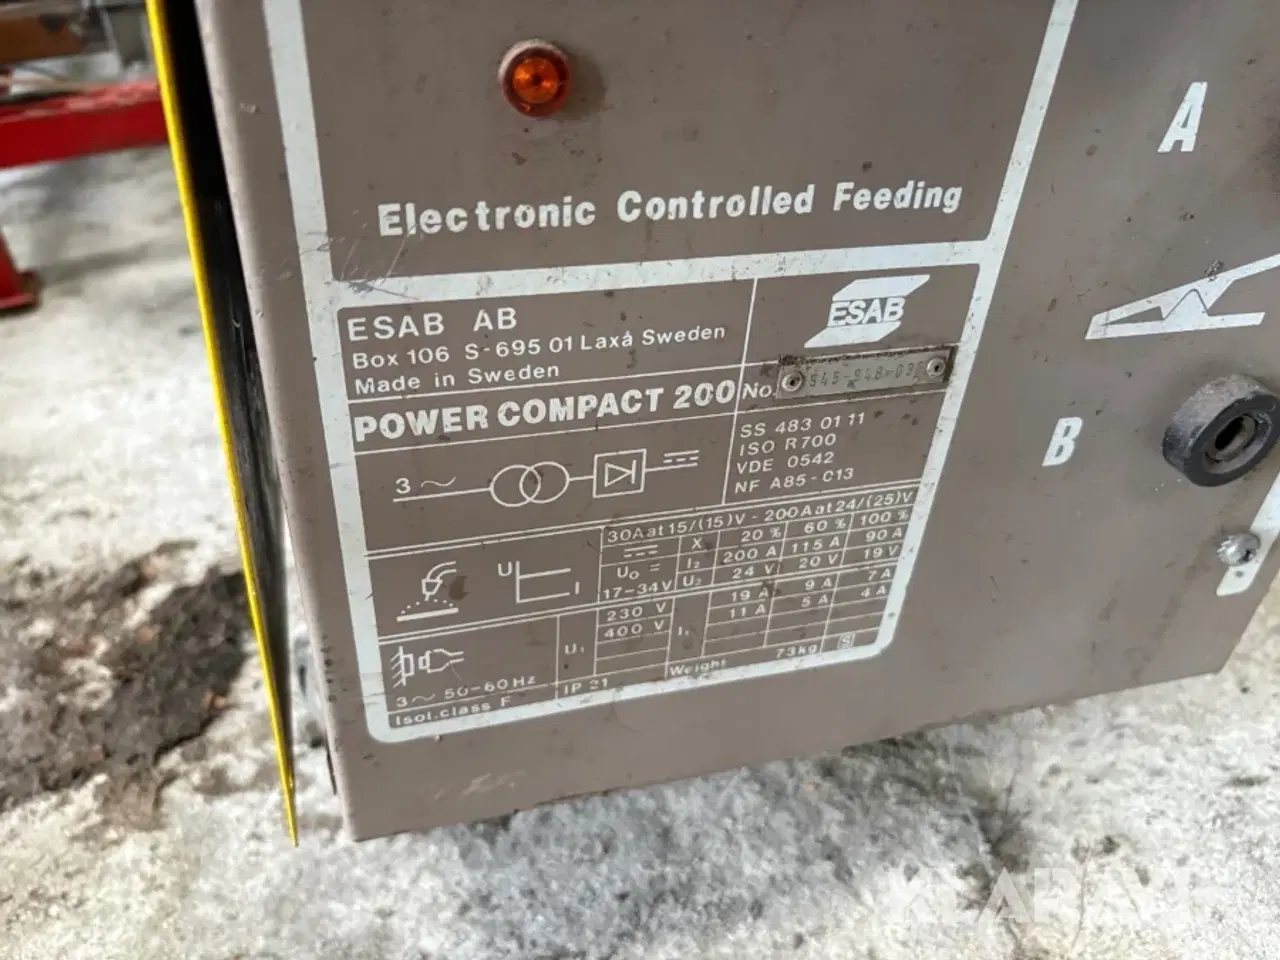 A
Electronic Controlled Feeding
ESAB AB
Box 106 S-695 01 Laxå Sweden
Made in Sweden
ESAB
POWER COMPACT 200
No.
SS 483 01 11
ISO R700
VDE 0542
NF A85-C13
B
3 ~
30A at 15/(15)V - 200A at 24/(25)V
X 20 % 60 % 100 %
I₂ 200 A 115 A 90 A
U₀ = U₂ 24 V 20 V 19 V
17-34V
U I
U₁ 230 V I₁ 19 A 9 A 7 A
400 V 11 A 5 A 4 A
3 ~ 50-60 Hz
IP 21 Weight 73kg S
Isol.class F
KLARAVIK